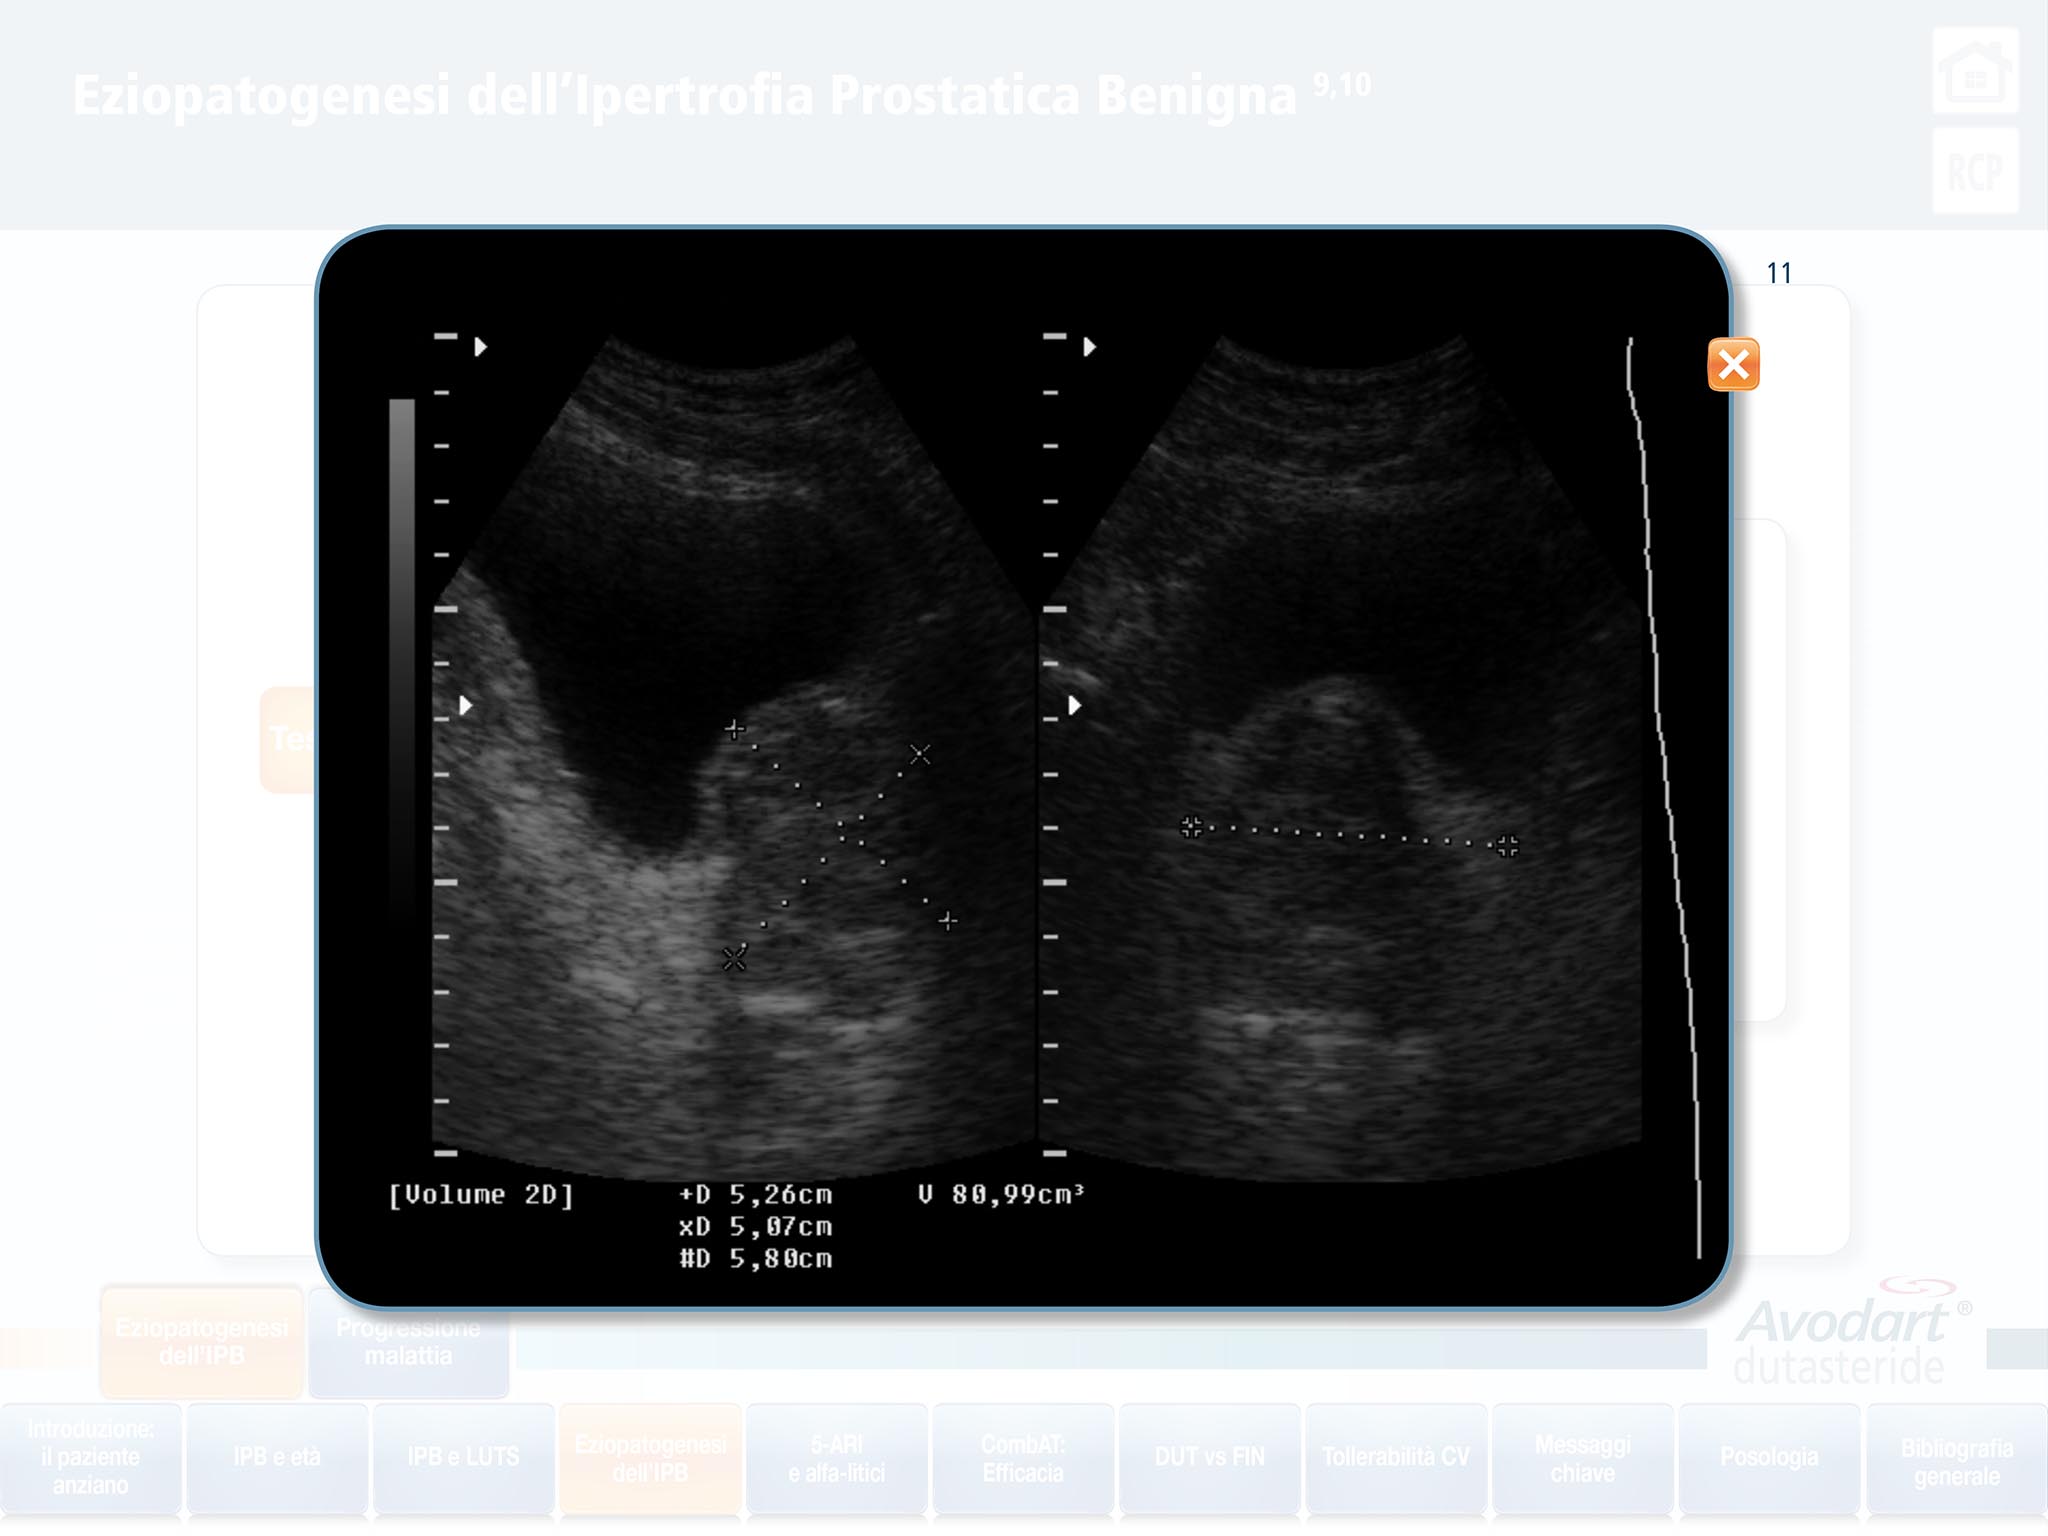 Eziopatogenesi dell'Ipertrofia Prostatica Benigna 9,10
RCP
11
Tes
[Volume 2D]
+D 5,26cm
xD 5,07cm
#D 5,80cm
V 80,99cm³
Eziopatogenesi
dell'IPB
Progressione
malattia
Avodart®
dutasteride
Introduzione:
il paziente
anziano
IPB e età
IPB e LUTS
Eziopatogenesi
dell'IPB
5-ARI
e alfa-litici
CombAT:
Efficacia
DUT vs FIN
Tollerabilità CV
Messaggi
chiave
Posologia
Bibliografia
generale